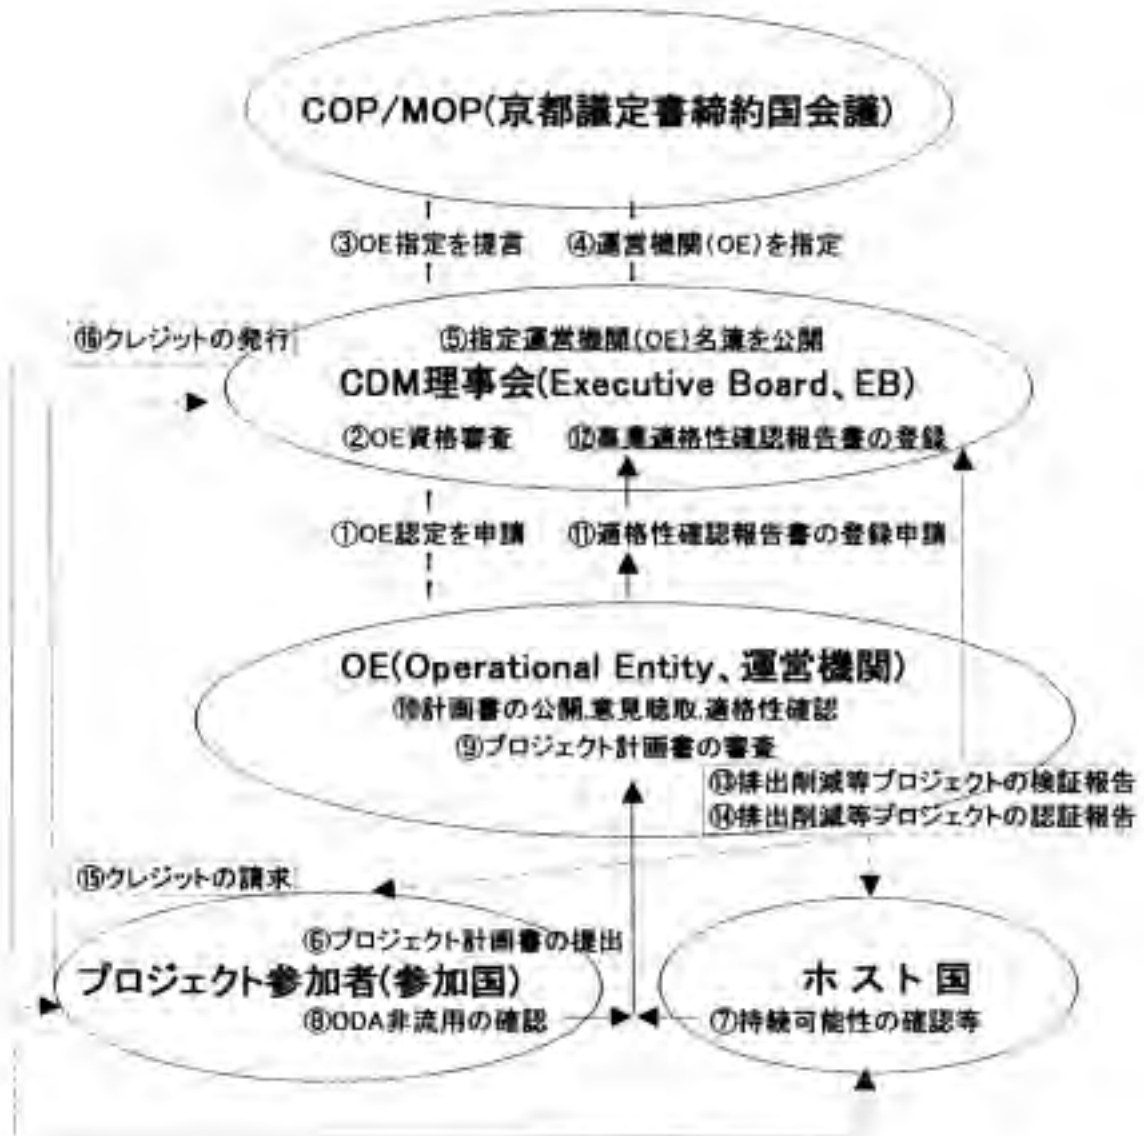 COP/MOP(京都議定書締約国会議)
③OE指定を提言
④運営機関(OE)を指定
⑯クレジットの発行
⑤指定運営機関(OE)名簿を公開
CDM理事会(Executive Board、EB)
②OE資格審査
⑫事業適格性確認報告書の登録
①OE認定を申請
⑪適格性確認報告書の登録申請
OE(Operational Entity、運営機関)
⑩計画書の公開,意見聴取,適格性確認
⑨プロジェクト計画書の審査
⑬排出削減等プロジェクトの検証報告
⑭排出削減等プロジェクトの認証報告
⑮クレジットの請求
⑥プロジェクト計画書の提出
プロジェクト参加者(参加国)
⑧ODA非流用の確認
ホスト国
⑦持続可能性の確認等